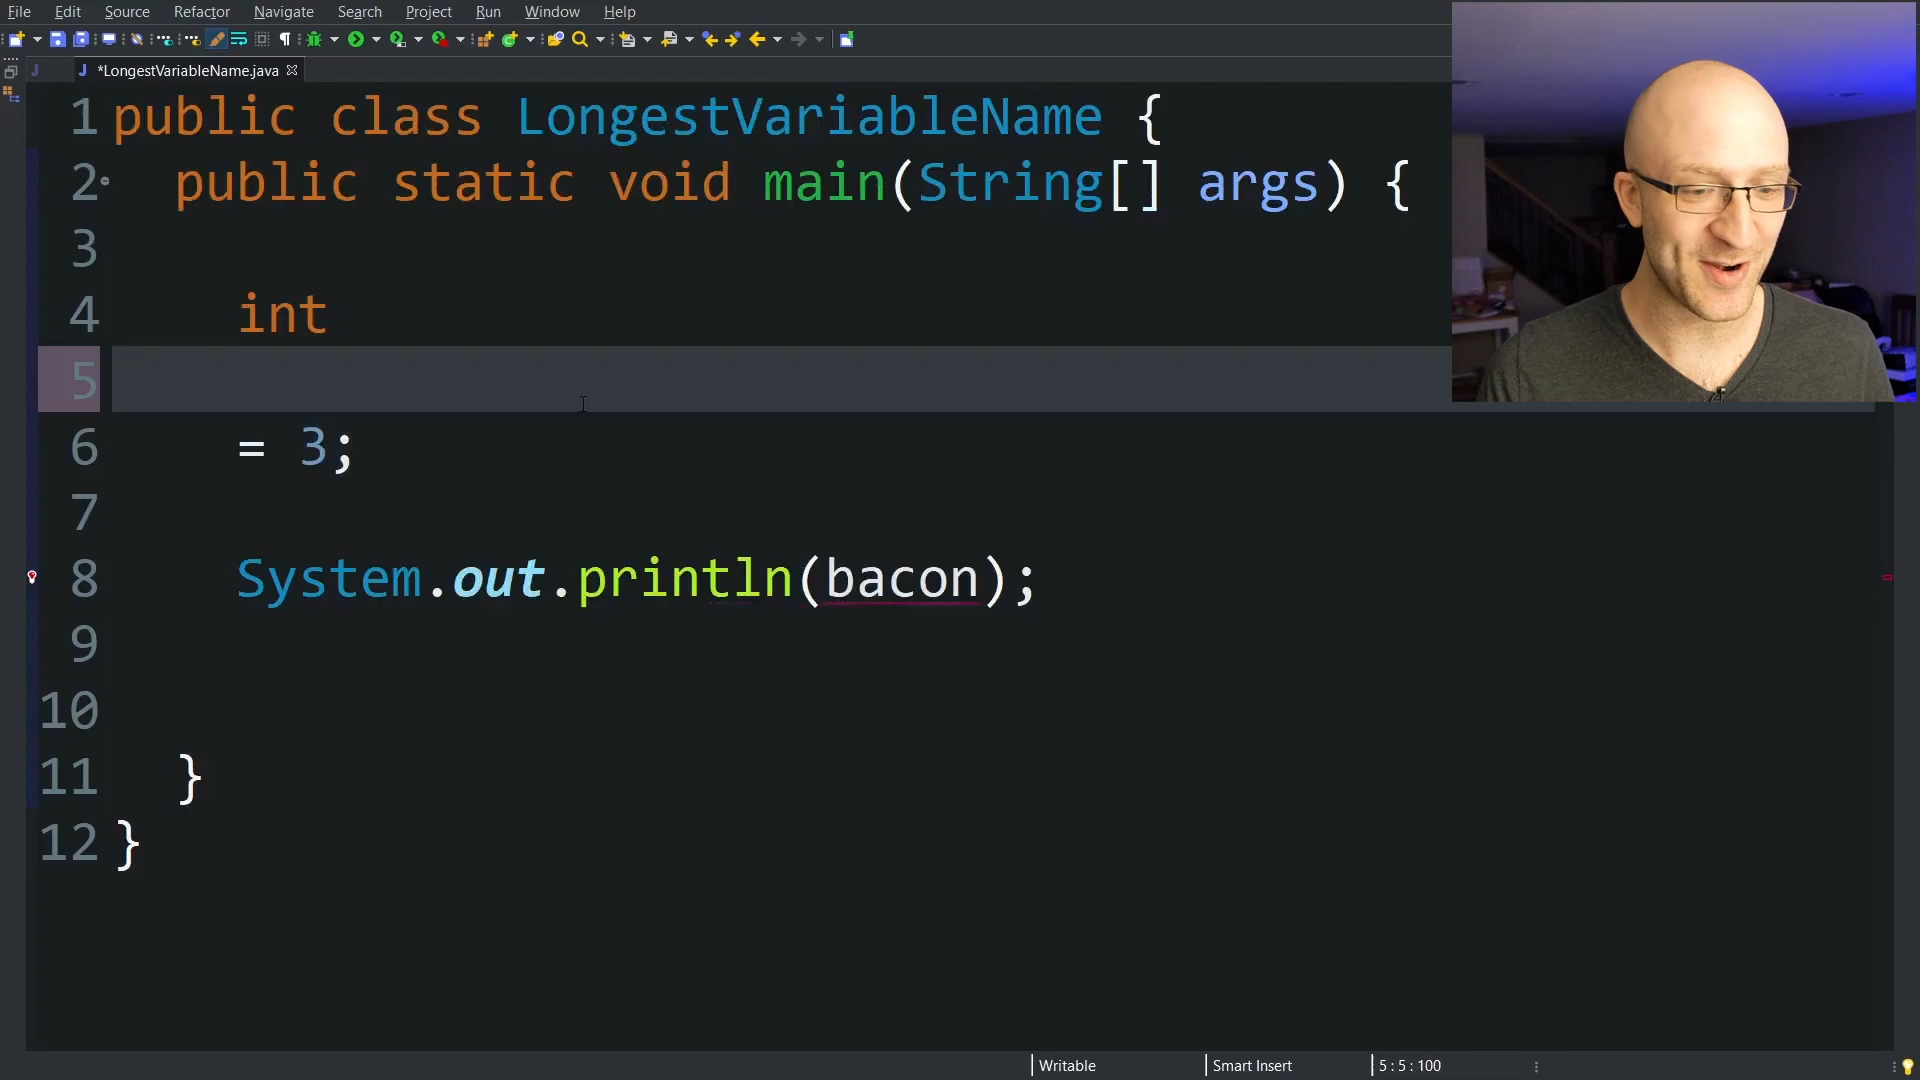 File Edit Source Refactor Navigate Search Project Run Window Help
*LongestVariableName.java
1 public class LongestVariableName {
2 public static void main(String[] args) {
3
4 int
5
6 = 3;
7
8 System.out.println(bacon);
9
10
11 }
12 }
Writable Smart Insert 5 : 5 : 100